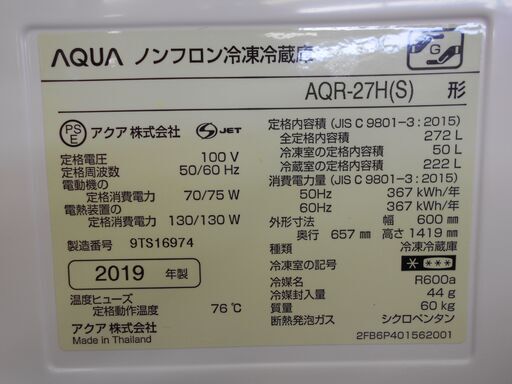 AQUA ノンフロン冷凍冷蔵庫
G
AQR-27H(S) 形
PS E アクア株式会社 S JET
定格電圧 100 V
定格周波数 50/60 Hz
電動機の
定格消費電力 70/75 W
電熱装置の
定格消費電力 130/130 W
製造番号 9TS16974
2019 年製
温度ヒューズ
定格動作温度 76℃
アクア株式会社
Made in Thailand
定格内容積 (JIS C 9801-3 : 2015)
全定格内容積 272 L
冷凍室の定格内容積 50 L
冷蔵室の定格内容積 222 L
消費電力量 (JIS C 9801-3 : 2015)
50Hz 367 kWh/年
60Hz 367 kWh/年
外形寸法 幅 600 mm
奥行 657 mm 高さ 1419 mm
種類 冷凍冷蔵庫
冷凍室の記号 * ***
冷媒名 R600a
冷媒封入量 44 g
質量 60 kg
断熱発泡ガス シクロペンタン
2FB6P401562001